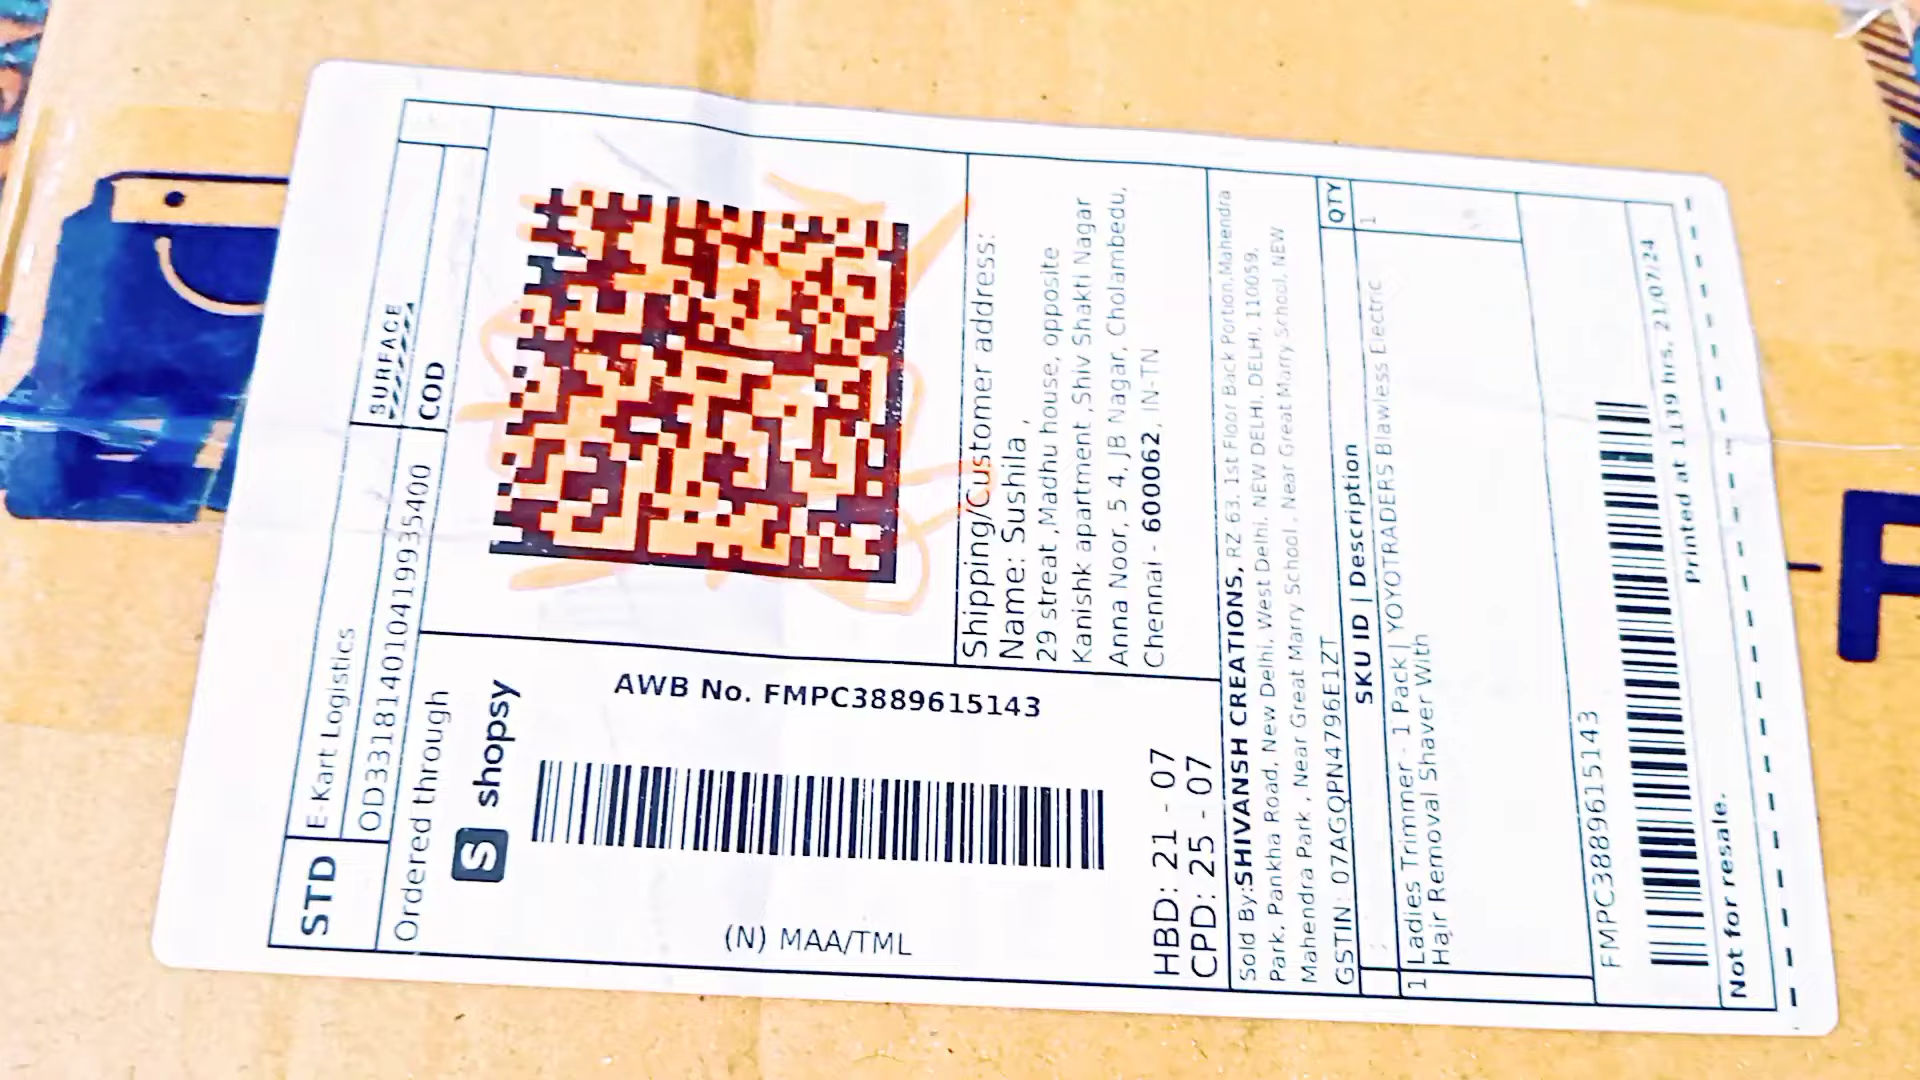 STD
E-Kart Logistics
SURFACE
OD331814010419935400
COD
Ordered through
S shopsy
AWB No. FMPC3889615143
(N) MAA/TML
HBD: 21 - 07
CPD: 25 - 07
Shipping/Customer address:
Name: Sushila ,
29 streat ,Madhu house, opposite
Kanishk apartment ,Shiv Shakti Nagar
Anna Noor, 5 4, JB Nagar, Cholambedu,
Chennai - 600062, IN-TN
Sold By:SHIVANSH CREATIONS, RZ 63, 1st Floor Back Portion,Mahendra
Park, Pankha Road, New Delhi, West Delhi, NEW DELHI, DELHI, 110059,
Mahendra Park , Near Great Marry School , Near Great Marry School, NEW
GSTIN: 07AGQPN4796E1ZT
SKU ID | Description
QTY
1 Ladies Trimmer - 1 Pack | YOYOTRADERS Blawless Electric
Hair Removal Shaver With
1
FMPC3889615143
Printed at 1139 hrs, 21/07/24
Not for resale.
F